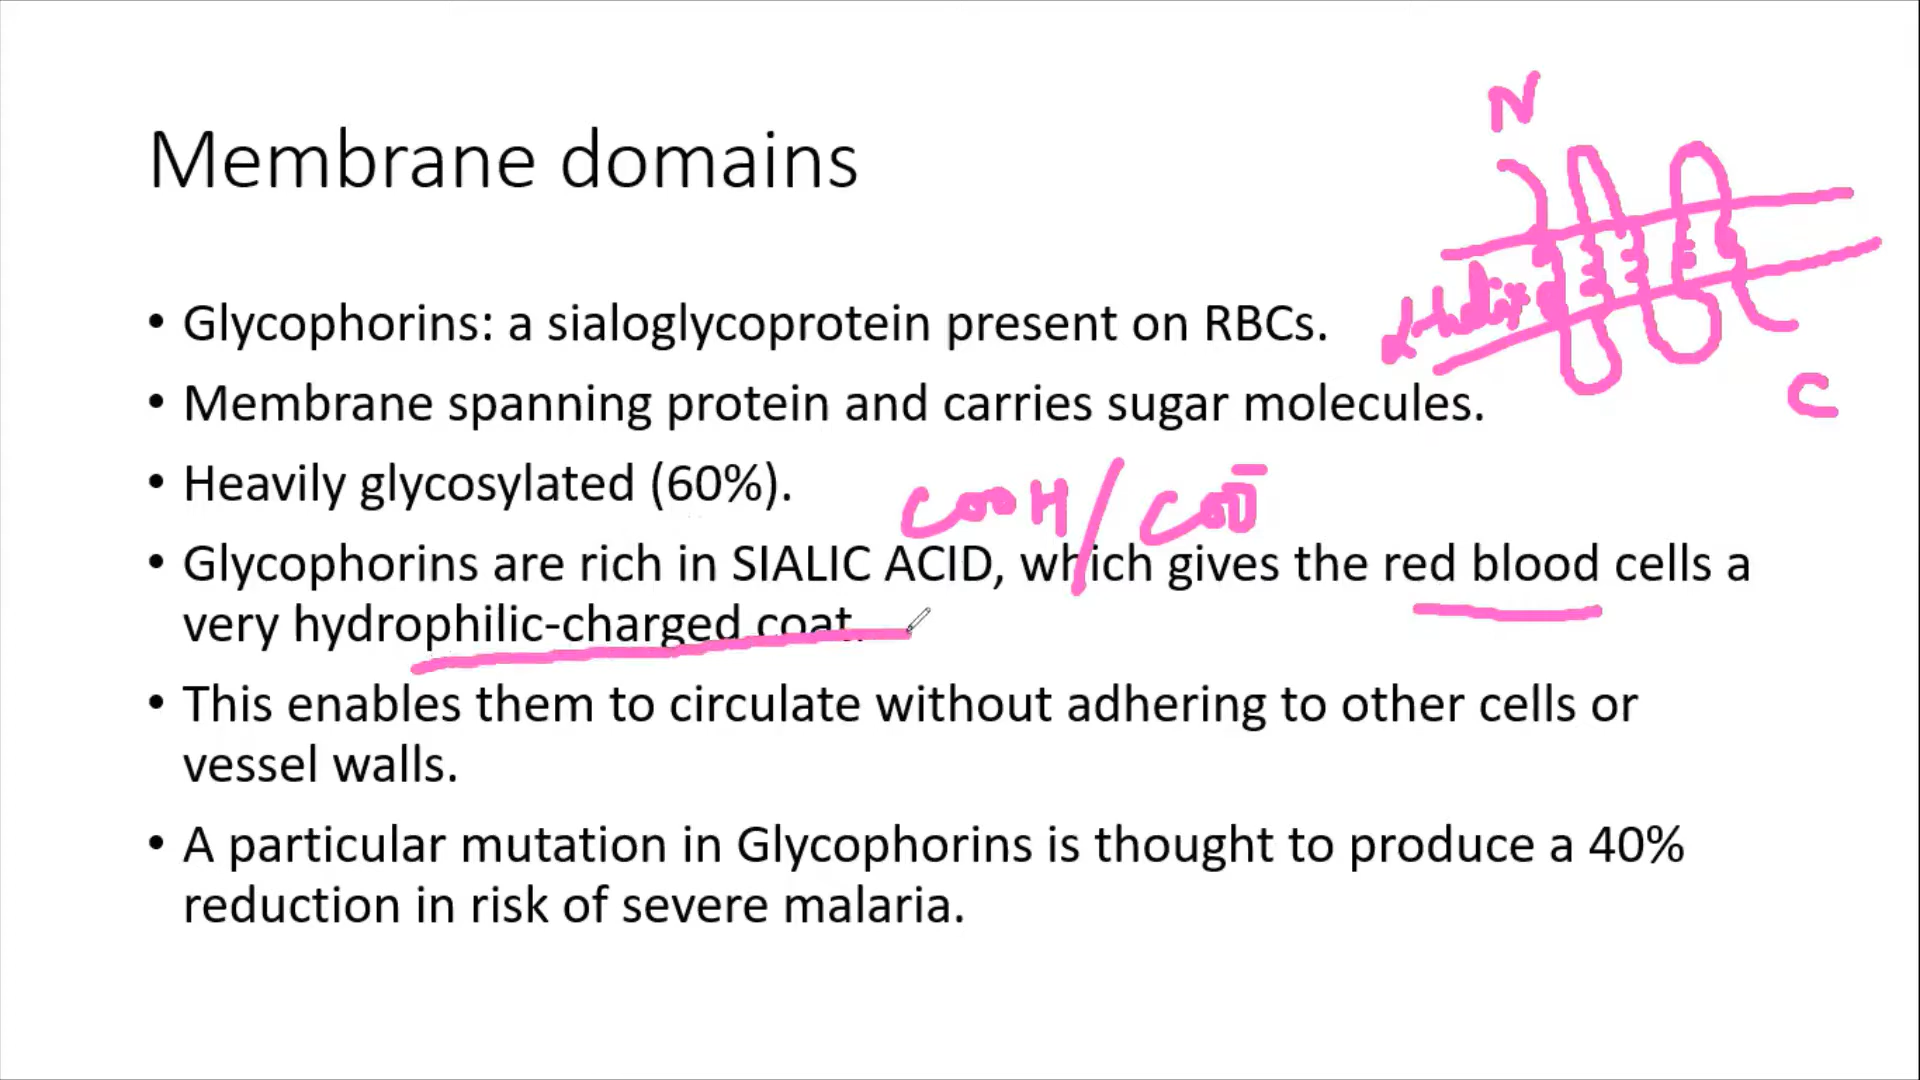 Membrane domains
N
• Glycophorins: a sialoglycoprotein present on RBCs.
α-helix
• Membrane spanning protein and carries sugar molecules.
C
• Heavily glycosylated (60%).
COOH/COO̅
• Glycophorins are rich in SIALIC ACID, which gives the red blood cells a
very hydrophilic-charged coat.
• This enables them to circulate without adhering to other cells or
vessel walls.
• A particular mutation in Glycophorins is thought to produce a 40%
reduction in risk of severe malaria.